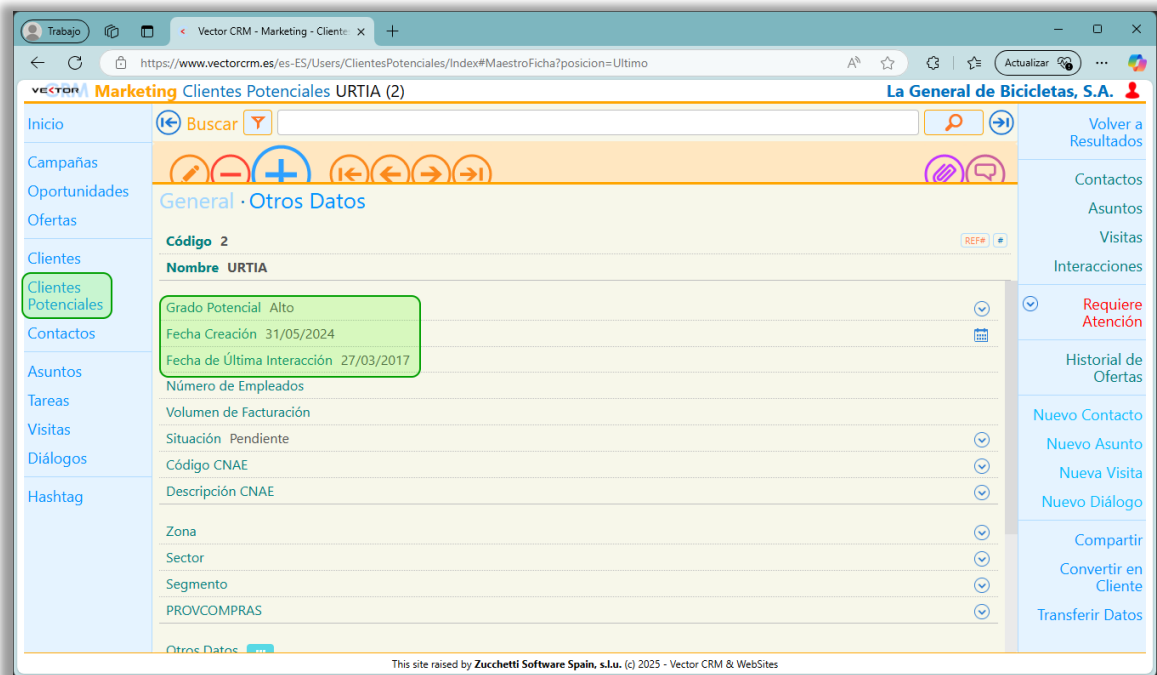 Trabajo
Vector CRM - Marketing - Cliente
https://www.vectorcrm.es/es-ES/Users/ClientesPotenciales/Index#MaestroFicha?posicion=Ultimo
Actualizar
VECTOR CRM Marketing Clientes Potenciales URTIA (2)
La General de Bicicletas, S.A.
Inicio
Campañas
Oportunidades
Ofertas
Clientes
Clientes
Potenciales
Contactos
Asuntos
Tareas
Visitas
Diálogos
Hashtag
Buscar
General · Otros Datos
Código 2
REF# #
Nombre URTIA
Grado Potencial Alto
Fecha Creación 31/05/2024
Fecha de Última Interacción 27/03/2017
Número de Empleados
Volumen de Facturación
Situación Pendiente
Código CNAE
Descripción CNAE
Zona
Sector
Segmento
PROVCOMPRAS
Otros Datos
Volver a
Resultados
Contactos
Asuntos
Visitas
Interacciones
Requiere
Atención
Historial de
Ofertas
Nuevo Contacto
Nuevo Asunto
Nueva Visita
Nuevo Diálogo
Compartir
Convertir en
Cliente
Transferir Datos
This site raised by Zucchetti Software Spain, s.l.u. (c) 2025 - Vector CRM & WebSites